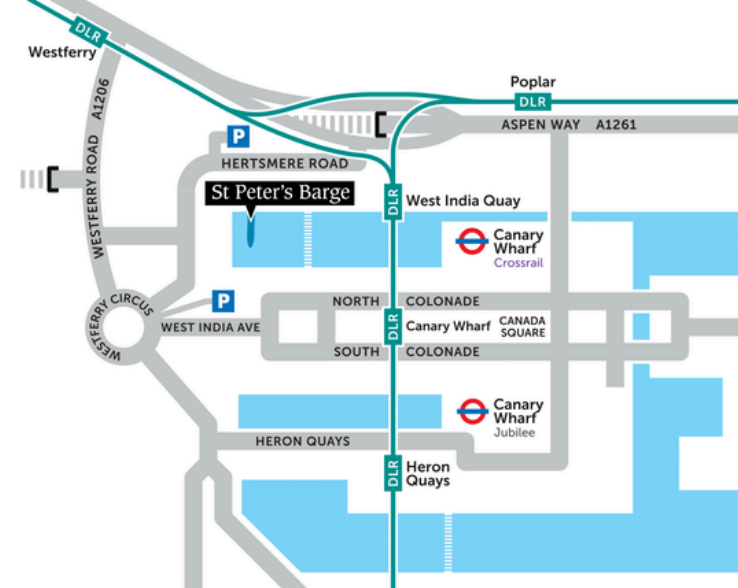 DLR
Westferry
Poplar
DLR
ASPEN WAY A1261
WESTFERRY ROAD A1206
P
HERTSMERE ROAD
St Peter's Barge
DLR
West India Quay
Canary
Wharf
Crossrail
P
NORTH COLONADE
WESTFERRY CIRCUS
WEST INDIA AVE
DLR
Canary Wharf
CANADA
SQUARE
SOUTH COLONADE
Canary
Wharf
Jubilee
HERON QUAYS
DLR
Heron
Quays